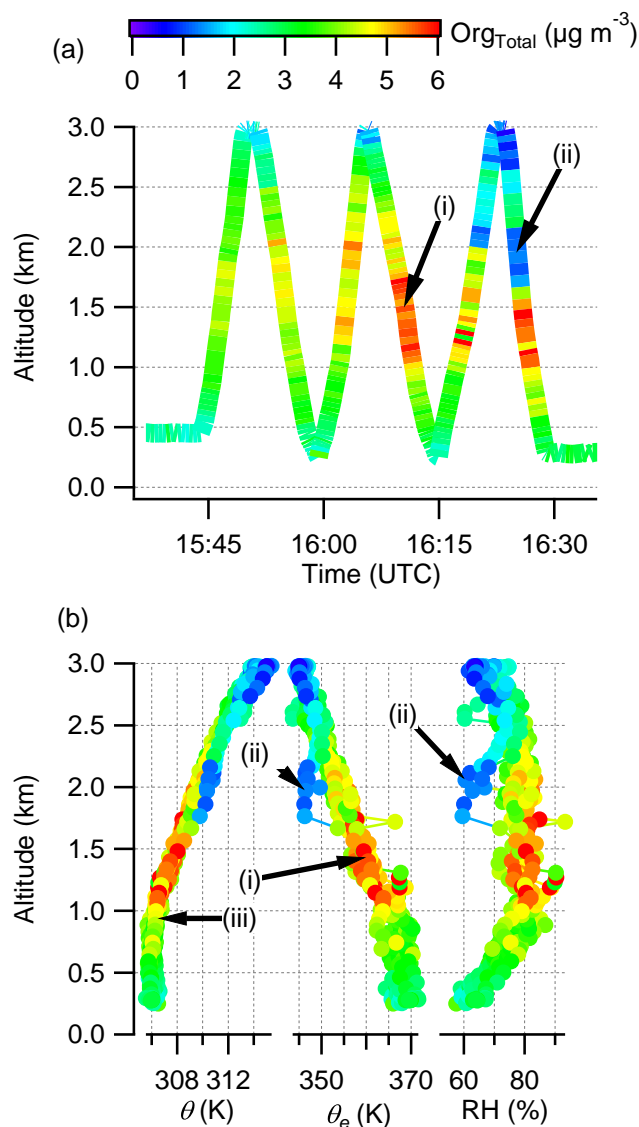 (a)
Org_Total (µg m⁻³)
0 1 2 3 4 5 6
3.0
2.5
2.0
1.5
1.0
0.5
0.0
Altitude (km)
(i)
(ii)
15:45 16:00 16:15 16:30
Time (UTC)
(b)
3.0
2.5
2.0
1.5
1.0
0.5
0.0
Altitude (km)
(ii)
(ii)
(i)
(iii)
308 312 350 370 60 80
θ (K) θ_e (K) RH (%)